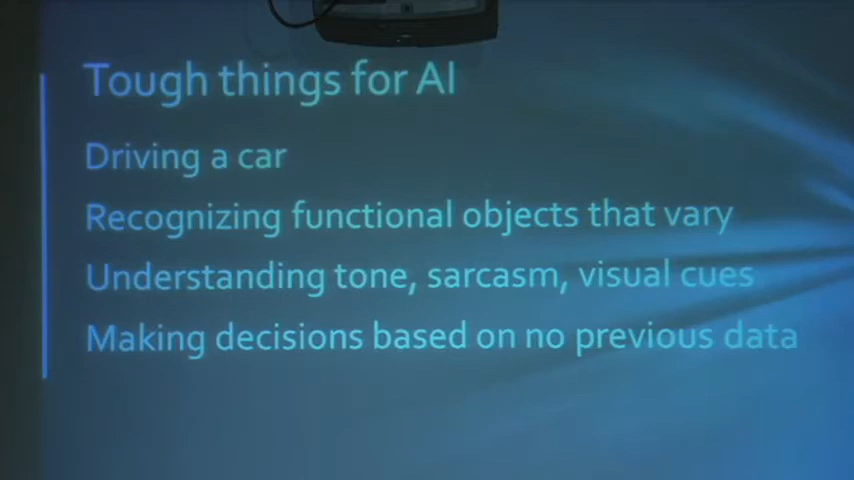 Tough things for AI
Driving a car
Recognizing functional objects that vary
Understanding tone, sarcasm, visual cues
Making decisions based on no previous data